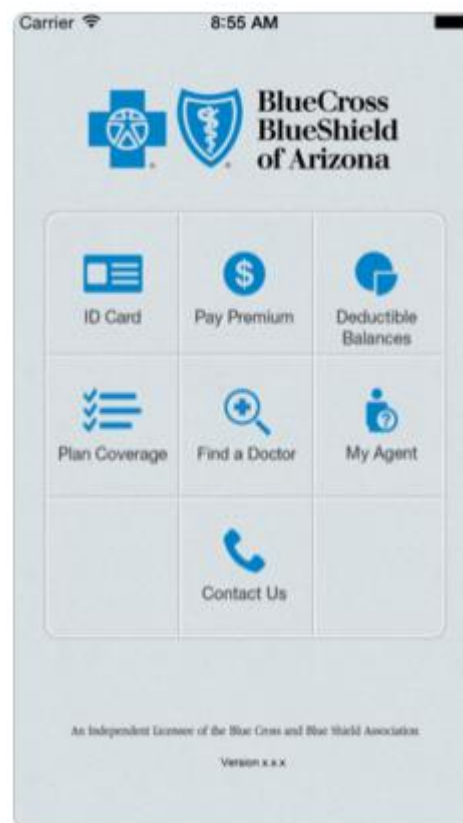 Carrier 8:55 AM
BlueCross
BlueShield
of Arizona
ID Card Pay Premium Deductible
Balances
Plan Coverage Find a Doctor My Agent
Contact Us
An Independent Licensee of the Blue Cross and Blue Shield Association
Version x.x.x